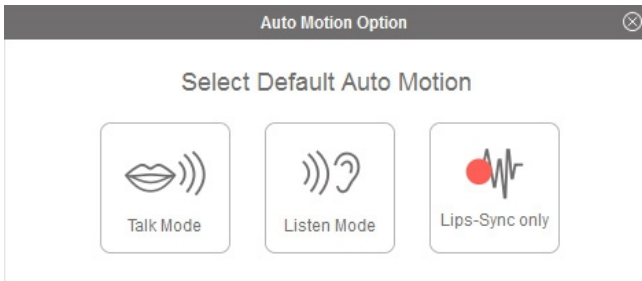 Auto Motion Option
Select Default Auto Motion
Talk Mode
Listen Mode
Lips-Sync only